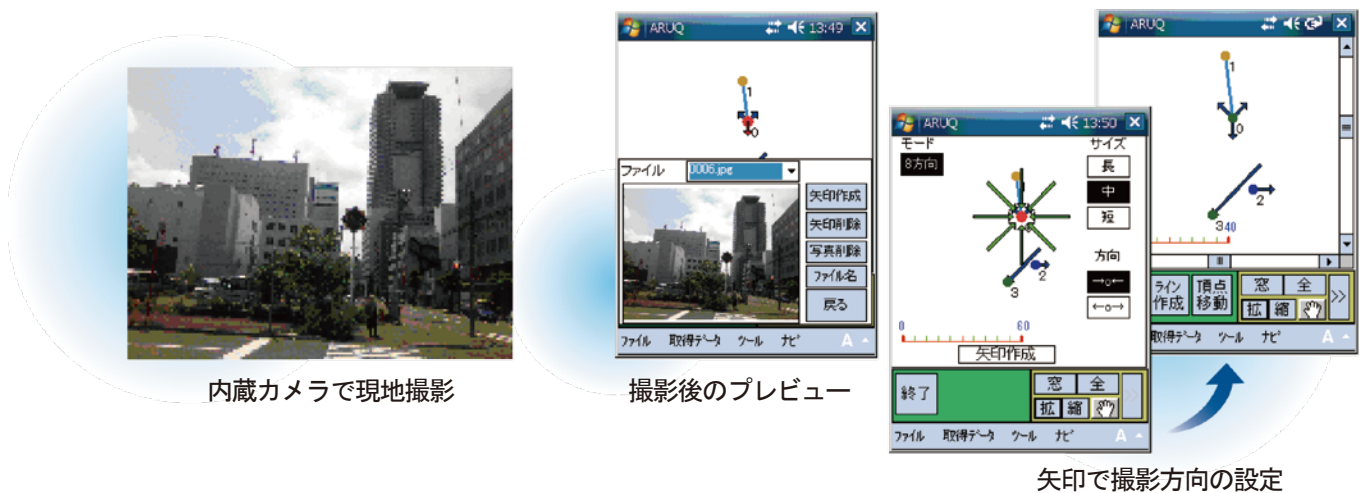 ARUQ 13:49
1
0
ファイル 0006.jpg
矢印作成
矢印削除
写真削除
ファイル名
戻る
ファイル 取得データ ツール ナビ A
ARUQ 13:50
モード
8方向
サイズ
長
中
短
方向
→o←
←o→
2
3
0 60
矢印作成
終了
窓 全
拡 縮
ファイル 取得データ ツール ナビ A
ARUQ
1
0
2
3
40
ライン作成 頂点移動
窓 全
拡 縮
>>
取得データ ツール ナビ A
内蔵カメラで現地撮影
撮影後のプレビュー
矢印で撮影方向の設定